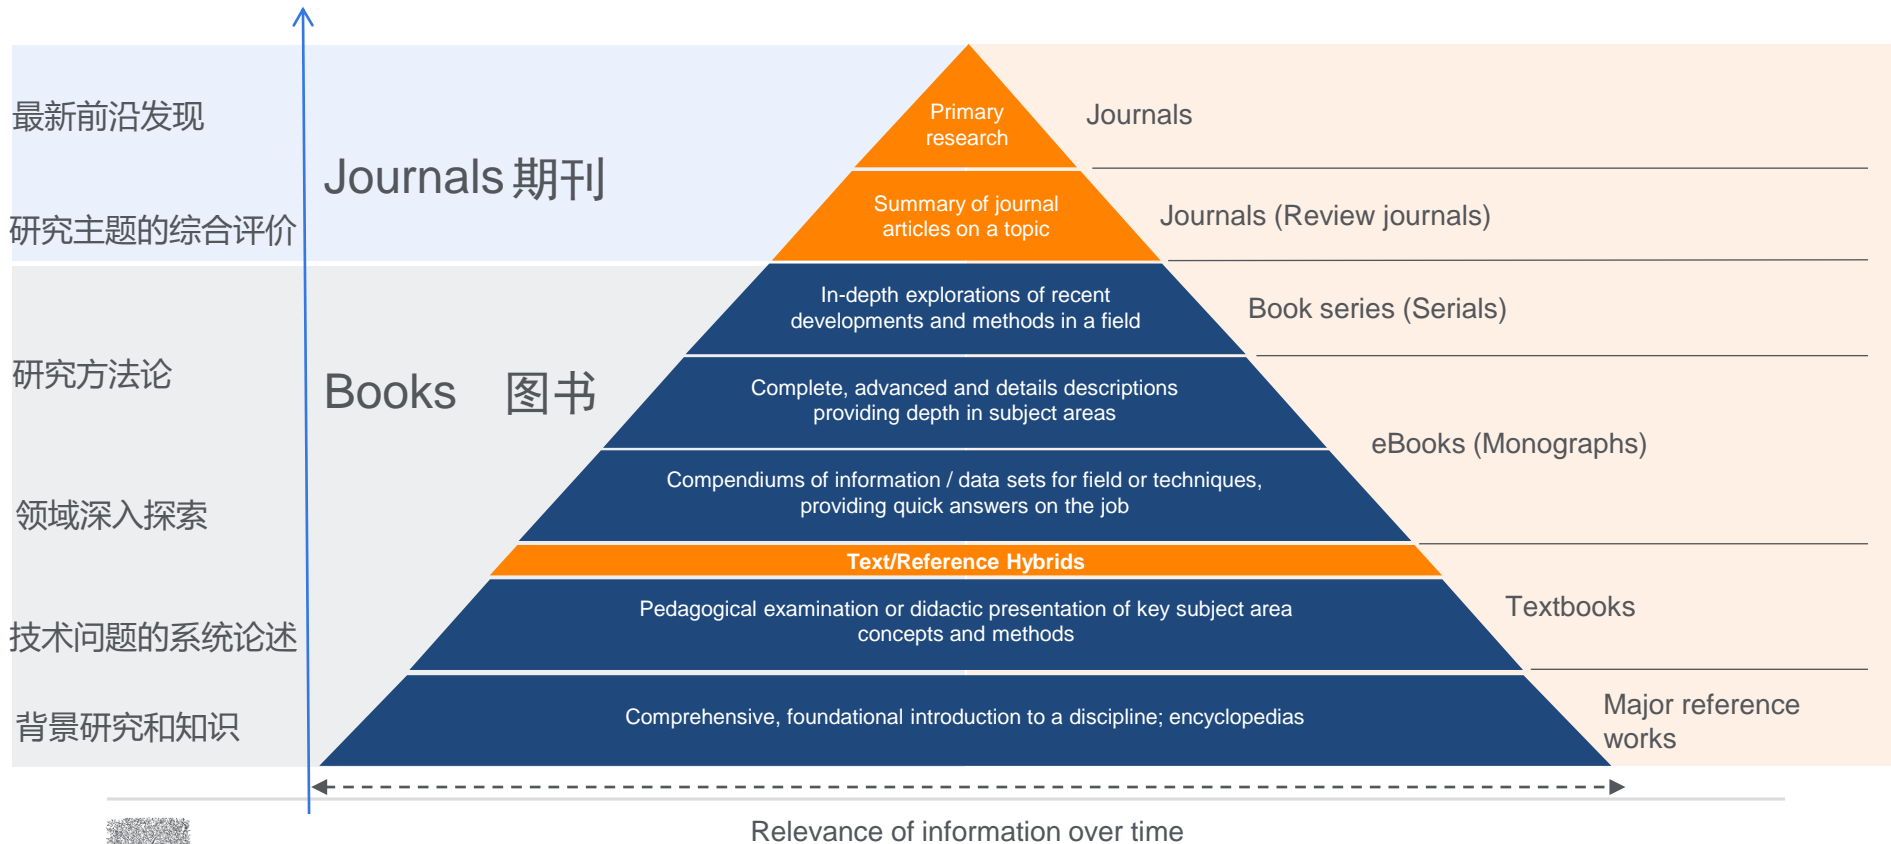 最新前沿发现
Primary
research
Journals
Journals 期刊
研究主题的综合评价
Summary of journal
articles on a topic
Journals (Review journals)
In-depth explorations of recent
developments and methods in a field
Book series (Serials)
研究方法论
Books 图书
Complete, advanced and details descriptions
providing depth in subject areas
eBooks (Monographs)
Compendiums of information / data sets for field or techniques,
providing quick answers on the job
领域深入探索
Text/Reference Hybrids
Pedagogical examination or didactic presentation of key subject area
concepts and methods
Textbooks
技术问题的系统论述
背景研究和知识
Comprehensive, foundational introduction to a discipline; encyclopedias
Major reference
works
Relevance of information over time